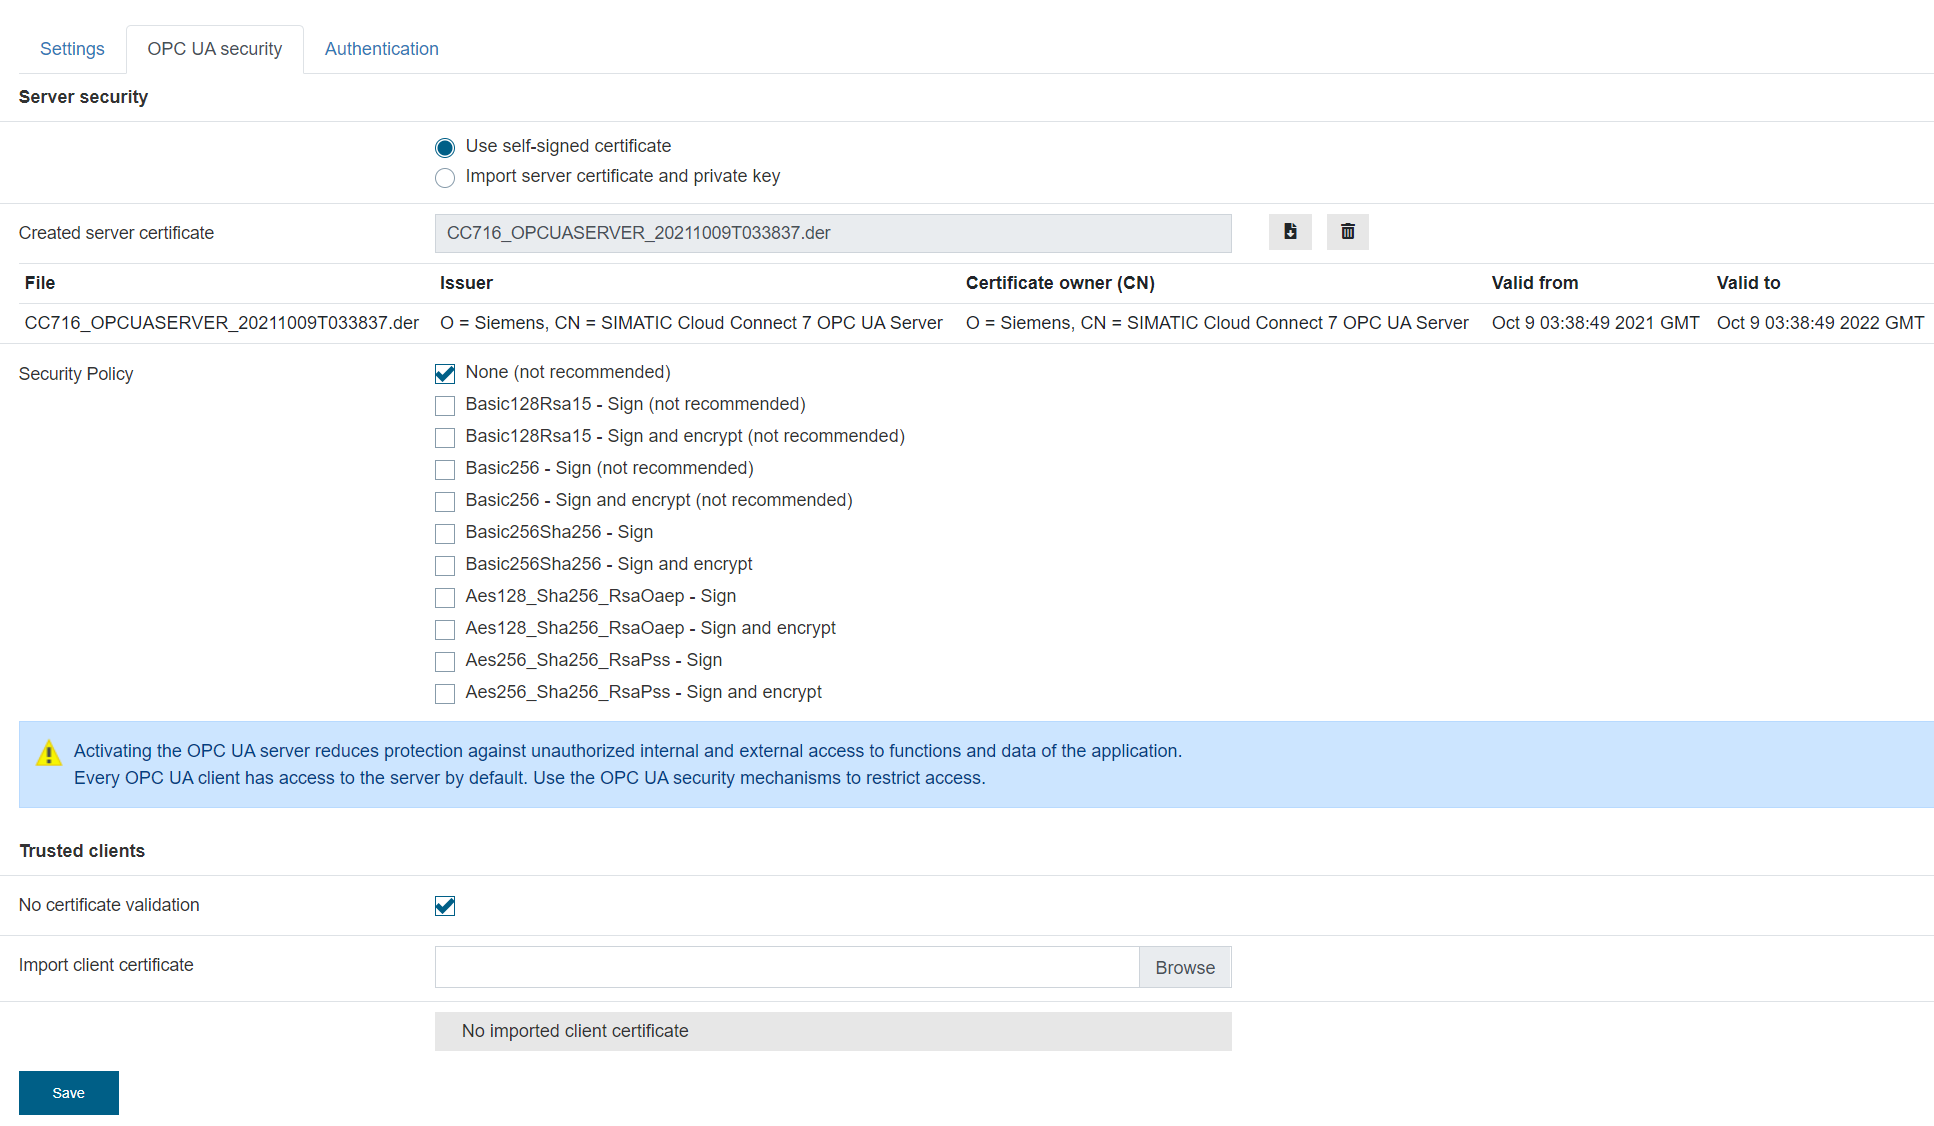 Settings OPC UA security Authentication
Server security
Use self-signed certificate
Import server certificate and private key
Created server certificate CC716_OPCUASERVER_20211009T033837.der
File Issuer Certificate owner (CN) Valid from Valid to
CC716_OPCUASERVER_20211009T033837.der O = Siemens, CN = SIMATIC Cloud Connect 7 OPC UA Server O = Siemens, CN = SIMATIC Cloud Connect 7 OPC UA Server Oct 9 03:38:49 2021 GMT Oct 9 03:38:49 2022 GMT
Security Policy None (not recommended)
Basic128Rsa15 - Sign (not recommended)
Basic128Rsa15 - Sign and encrypt (not recommended)
Basic256 - Sign (not recommended)
Basic256 - Sign and encrypt (not recommended)
Basic256Sha256 - Sign
Basic256Sha256 - Sign and encrypt
Aes128_Sha256_RsaOaep - Sign
Aes128_Sha256_RsaOaep - Sign and encrypt
Aes256_Sha256_RsaPss - Sign
Aes256_Sha256_RsaPss - Sign and encrypt
Activating the OPC UA server reduces protection against unauthorized internal and external access to functions and data of the application.
Every OPC UA client has access to the server by default. Use the OPC UA security mechanisms to restrict access.
Trusted clients
No certificate validation
Import client certificate Browse
No imported client certificate
Save